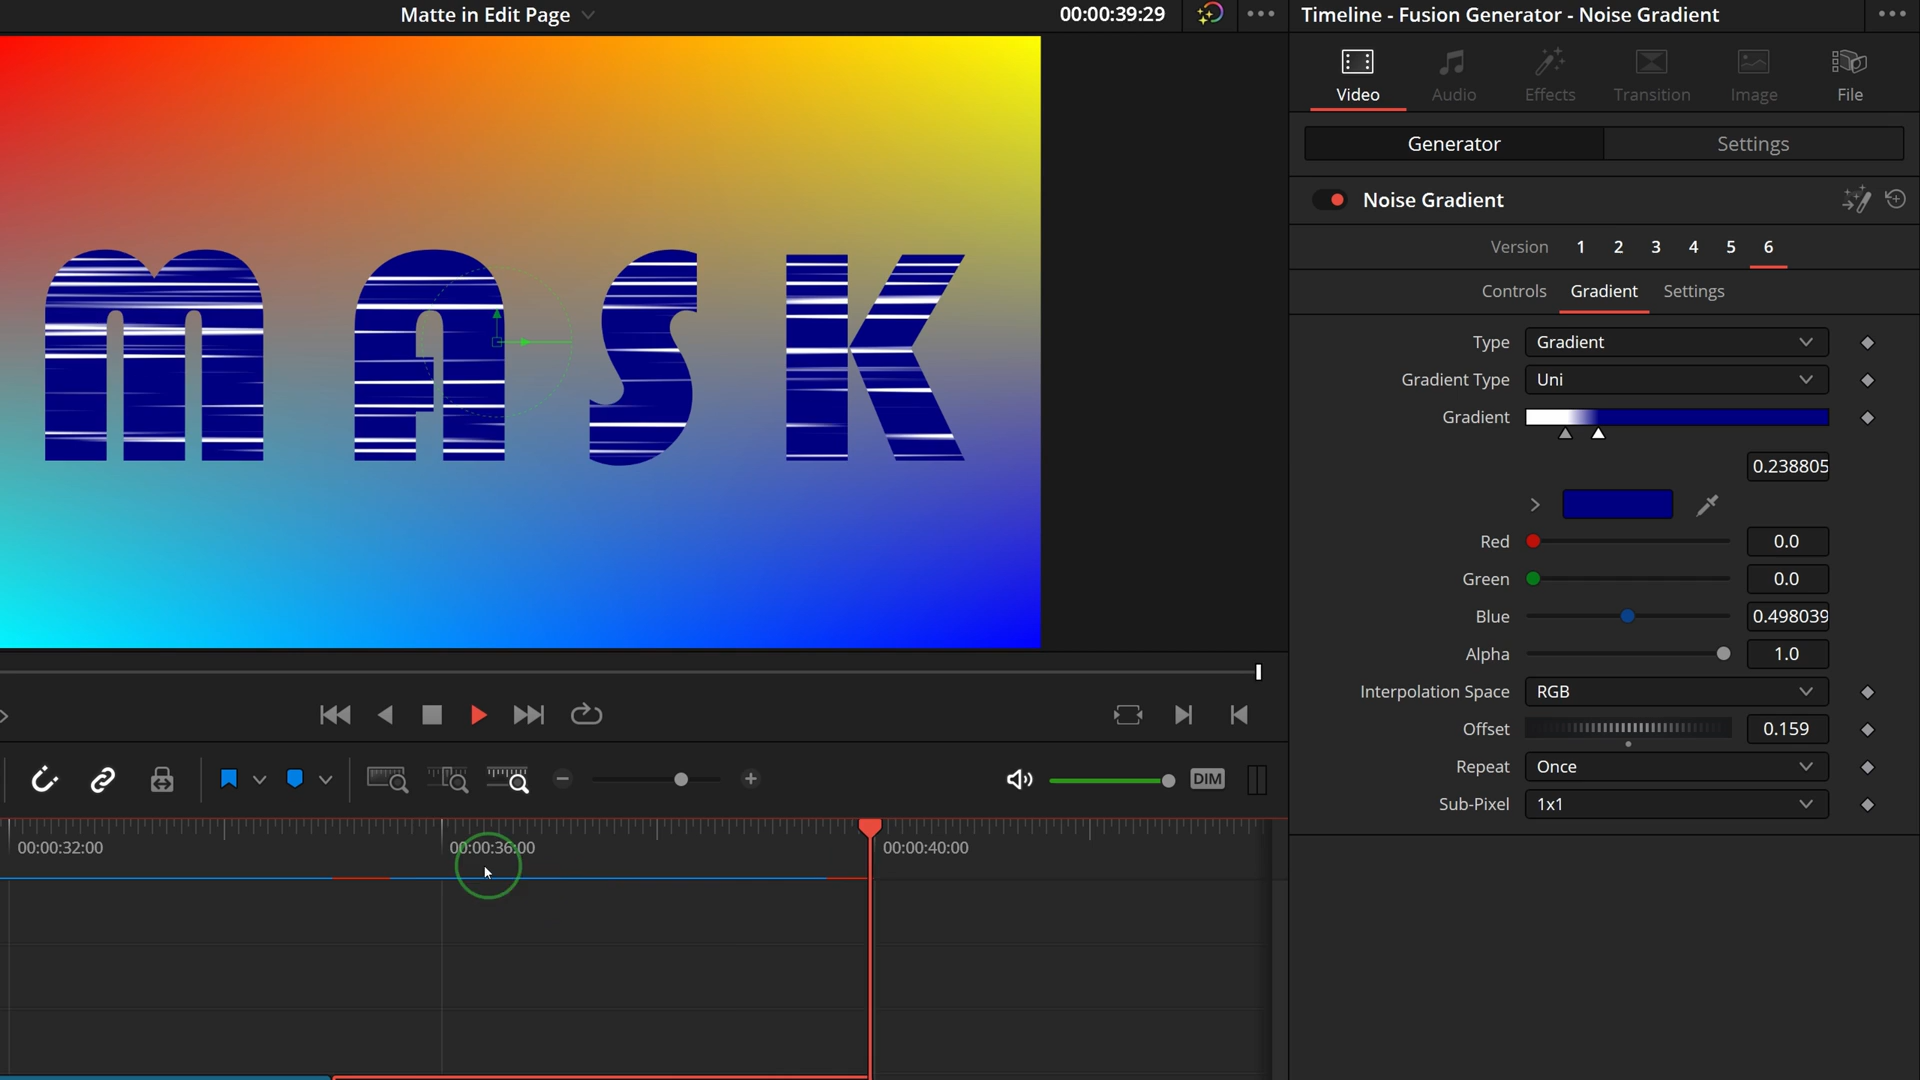 Matte in Edit Page
00:00:39:29
Timeline - Fusion Generator - Noise Gradient
Video
Audio
Effects
Transition
Image
File
Generator
Settings
Noise Gradient
Version 1 2 3 4 5 6
Controls Gradient Settings
MASK
Type Gradient
Gradient Type Uni
Gradient
0.238805
Red 0.0
Green 0.0
Blue 0.498039
Alpha 1.0
Interpolation Space RGB
Offset 0.159
Repeat Once
Sub-Pixel 1x1
DIM
00:00:32:00
00:00:36:00
00:00:40:00